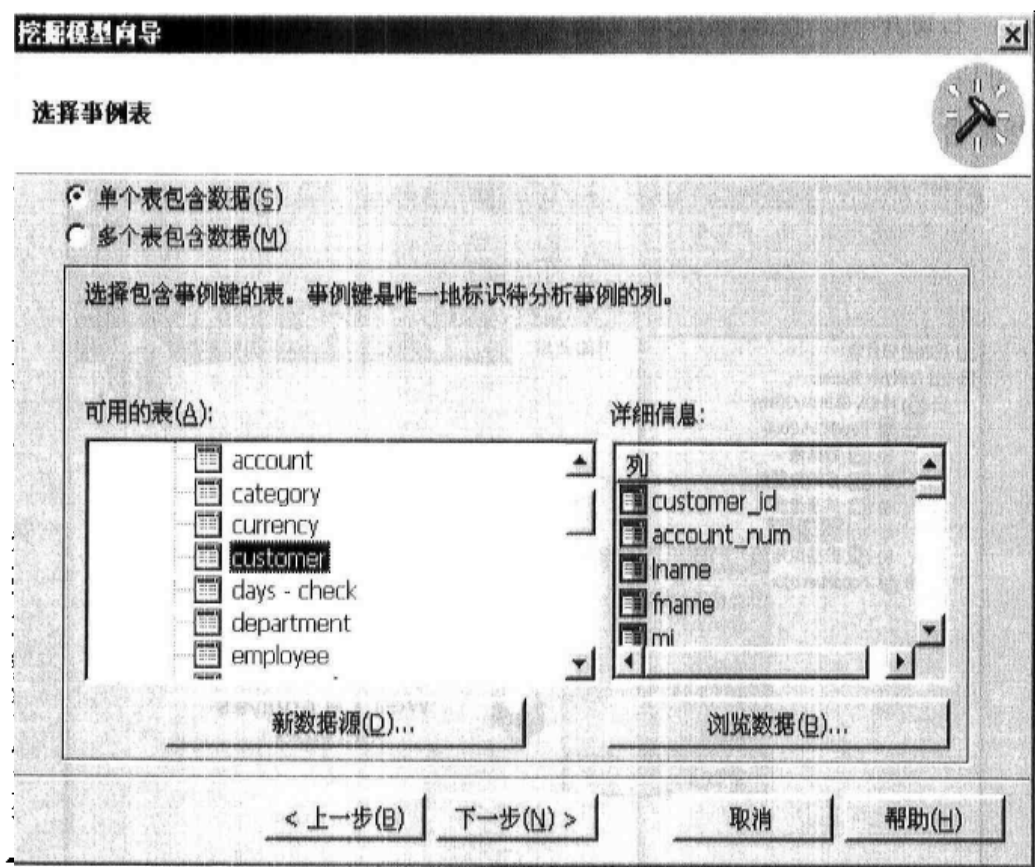 挖掘模型向导
选择事例表
单个表包含数据(S)
多个表包含数据(M)
选择包含事例键的表。事例键是唯一地标识待分析事例的列。
可用的表(A):
account
category
currency
customer
days - check
department
employee
新数据源(D)...
详细信息:
列
customer_id
account_num
lname
fname
mi
浏览数据(B)...
< 上一步(B)
下一步(N) >
取消
帮助(H)